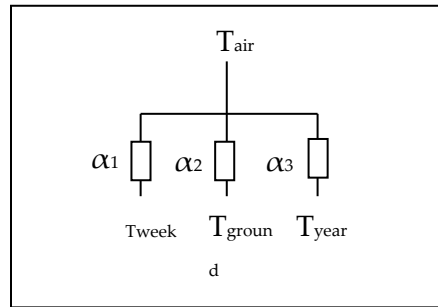 Tair
α1 α2 α3
Tweek Tgroun Tyear
d